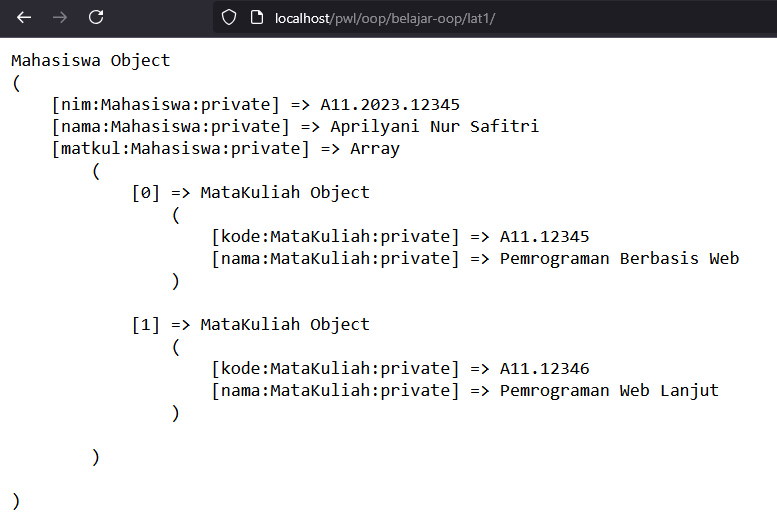 localhost/pwl/oop/belajar-oop/lat1/
Mahasiswa Object
(
    [nim:Mahasiswa:private] => A11.2023.12345
    [nama:Mahasiswa:private] => Aprilyani Nur Safitri
    [matkul:Mahasiswa:private] => Array
        (
            [0] => MataKuliah Object
                (
                    [kode:MataKuliah:private] => A11.12345
                    [nama:MataKuliah:private] => Pemrograman Berbasis Web
                )

            [1] => MataKuliah Object
                (
                    [kode:MataKuliah:private] => A11.12346
                    [nama:MataKuliah:private] => Pemrograman Web Lanjut
                )

        )

)